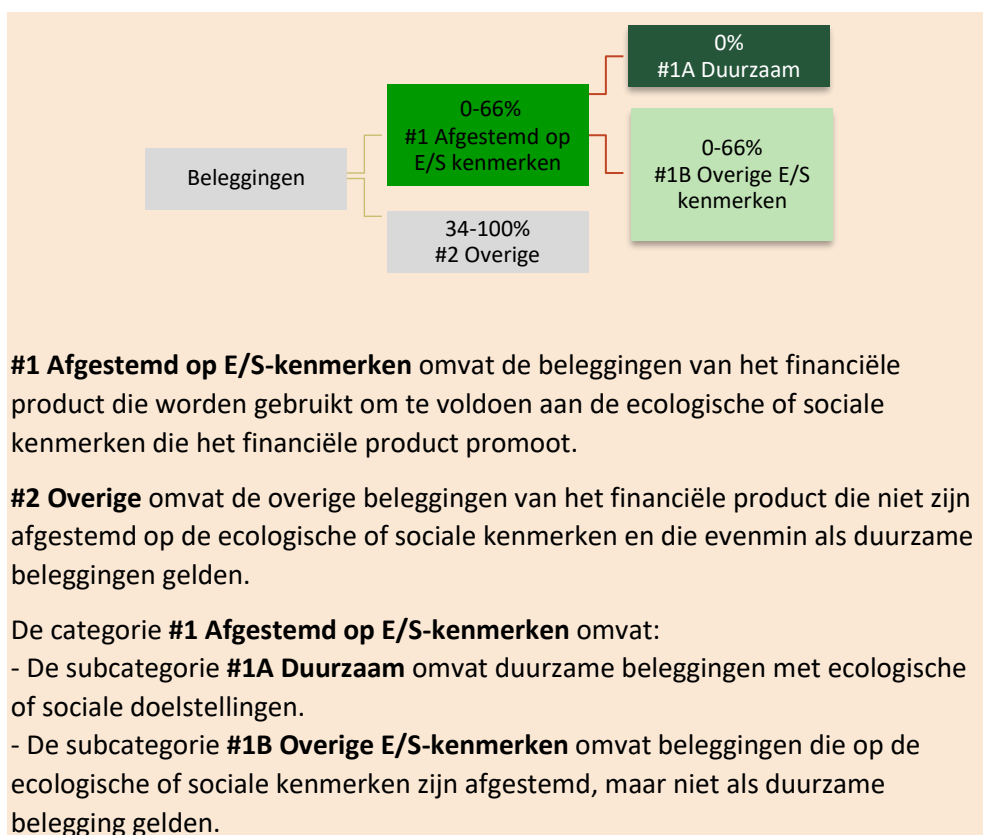 0%
#1A Duurzaam
0-66%
#1 Afgestemd op
E/S kenmerken
0-66%
#1B Overige E/S
kenmerken
Beleggingen
34-100%
#2 Overige
#1 Afgestemd op E/S-kenmerken omvat de beleggingen van het financiële
product die worden gebruikt om te voldoen aan de ecologische of sociale
kenmerken die het financiële product promoot.
#2 Overige omvat de overige beleggingen van het financiële product die niet zijn
afgestemd op de ecologische of sociale kenmerken en die evenmin als duurzame
beleggingen gelden.
De categorie #1 Afgestemd op E/S-kenmerken omvat:
- De subcategorie #1A Duurzaam omvat duurzame beleggingen met ecologische
of sociale doelstellingen.
- De subcategorie #1B Overige E/S-kenmerken omvat beleggingen die op de
ecologische of sociale kenmerken zijn afgestemd, maar niet als duurzame
belegging gelden.